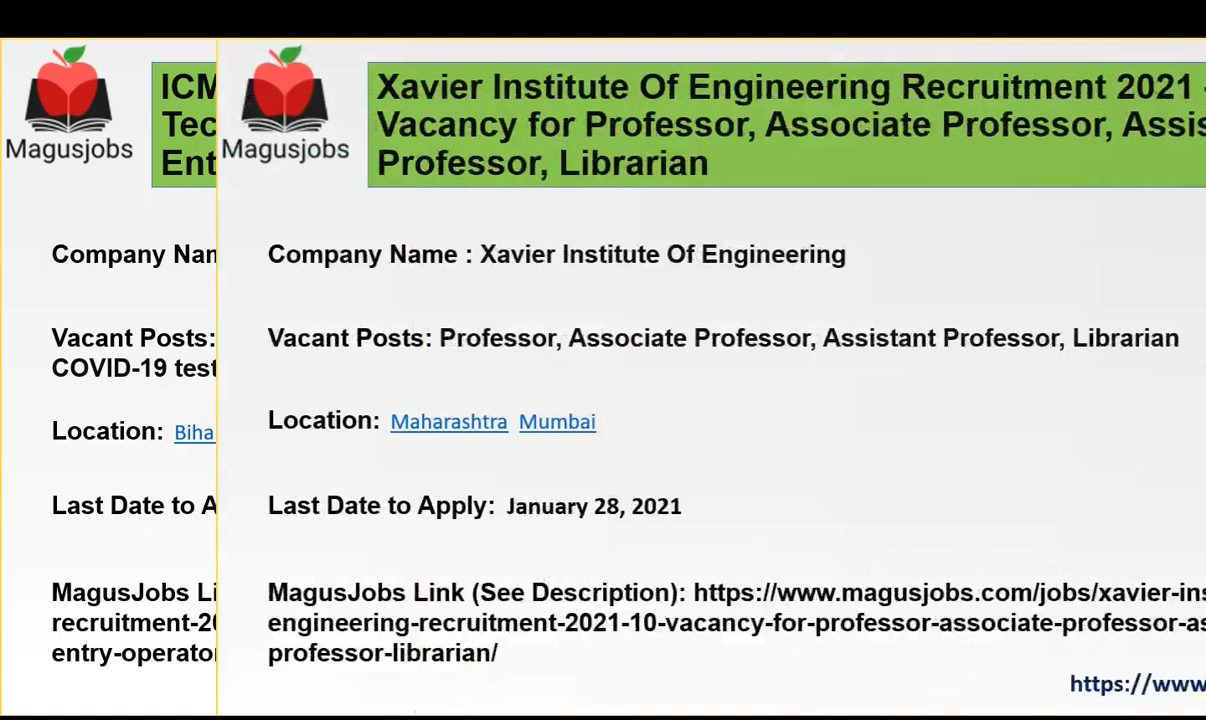 Magusjobs
ICM
Tec
Ent
Company Nam
Vacant Posts:
COVID-19 test
Location: Biha
Last Date to A
MagusJobs Li
recruitment-20
entry-operator
Magusjobs
Xavier Institute Of Engineering Recruitment 2021 -
Vacancy for Professor, Associate Professor, Assis
Professor, Librarian
Company Name : Xavier Institute Of Engineering
Vacant Posts: Professor, Associate Professor, Assistant Professor, Librarian
Location: Maharashtra Mumbai
Last Date to Apply: January 28, 2021
MagusJobs Link (See Description): https://www.magusjobs.com/jobs/xavier-ins
engineering-recruitment-2021-10-vacancy-for-professor-associate-professor-as
professor-librarian/
https://www